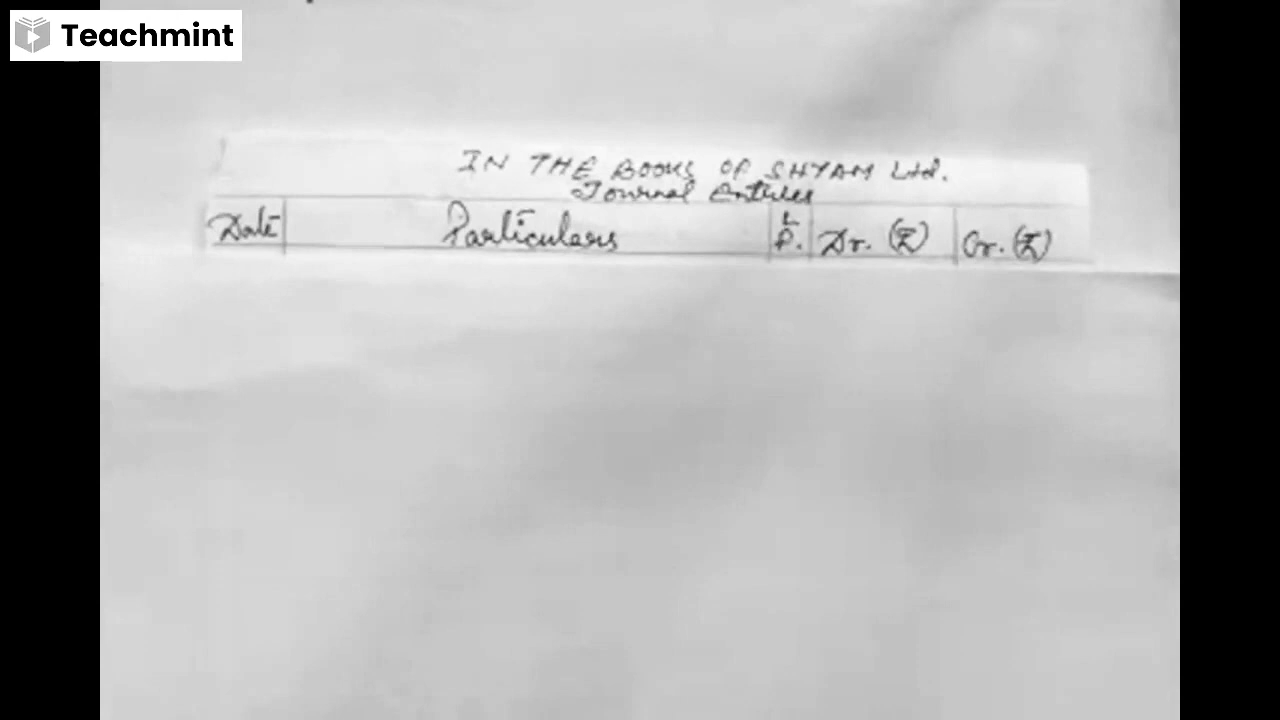 Teachmint
IN THE BOOKS OF SHYAM Ltd.
Journal Entries
Date Particulars L.F. Dr. (₹) Cr. (₹)